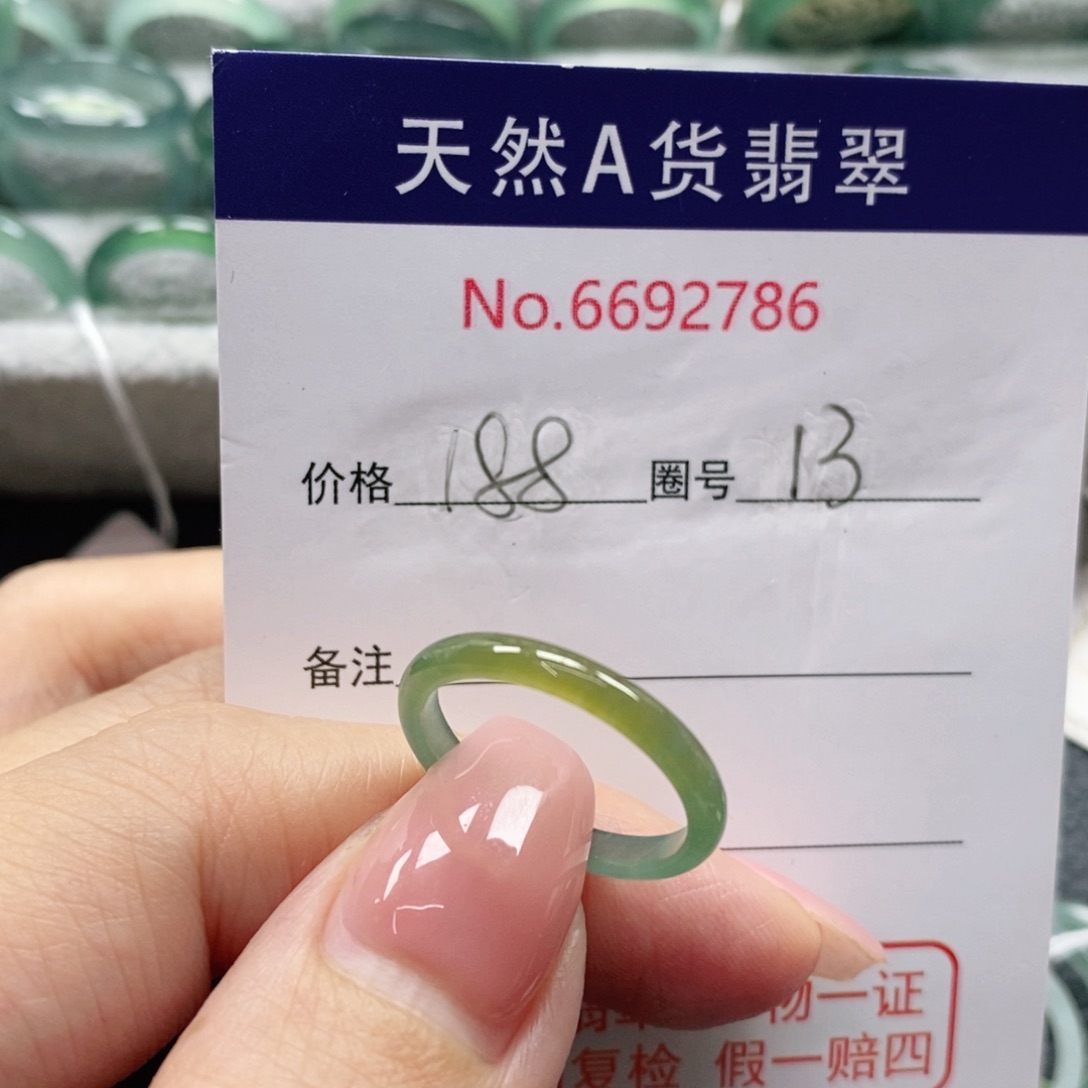 天然A货翡翠
No.6692786
价格 188 圈号 13
备注
物一证
复检 假一赔四